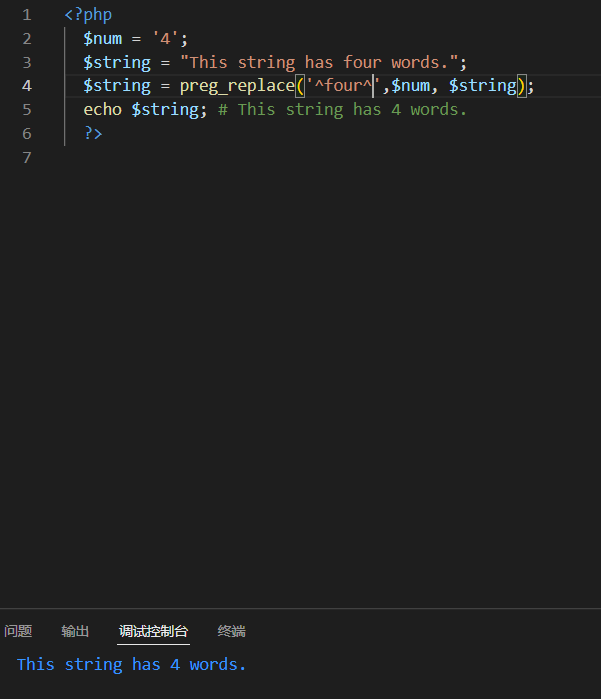 1 <?php
2 $num = '4';
3 $string = "This string has four words.";
4 $string = preg_replace('^four^',$num, $string);
5 echo $string; # This string has 4 words.
6 ?>
7
问题 输出 调试控制台 终端
This string has 4 words.